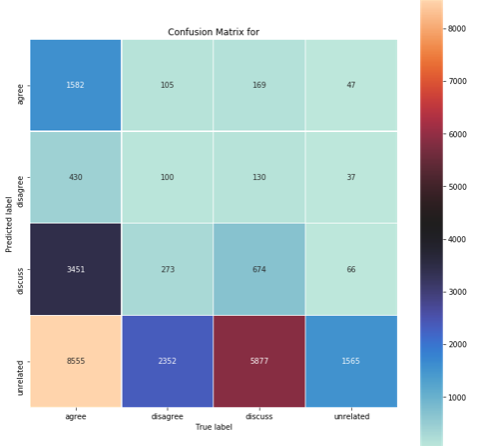 Confusion Matrix for
8000
7000
6000
5000
4000
3000
2000
1000
Predicted label
agree
1582 105 169 47
disagree
430 100 130 37
discuss
3451 273 674 66
unrelated
8555 2352 5877 1565
agree disagree discuss unrelated
True label